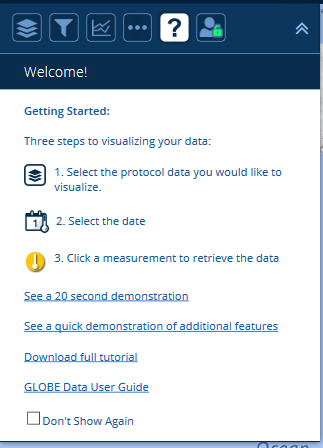 Welcome!
Getting Started:
Three steps to visualizing your data:
1. Select the protocol data you would like to
visualize.
1
2. Select the date
3. Click a measurement to retrieve the data
See a 20 second demonstration
See a quick demonstration of additional features
Download full tutorial
GLOBE Data User Guide
Don't Show Again
Ocean